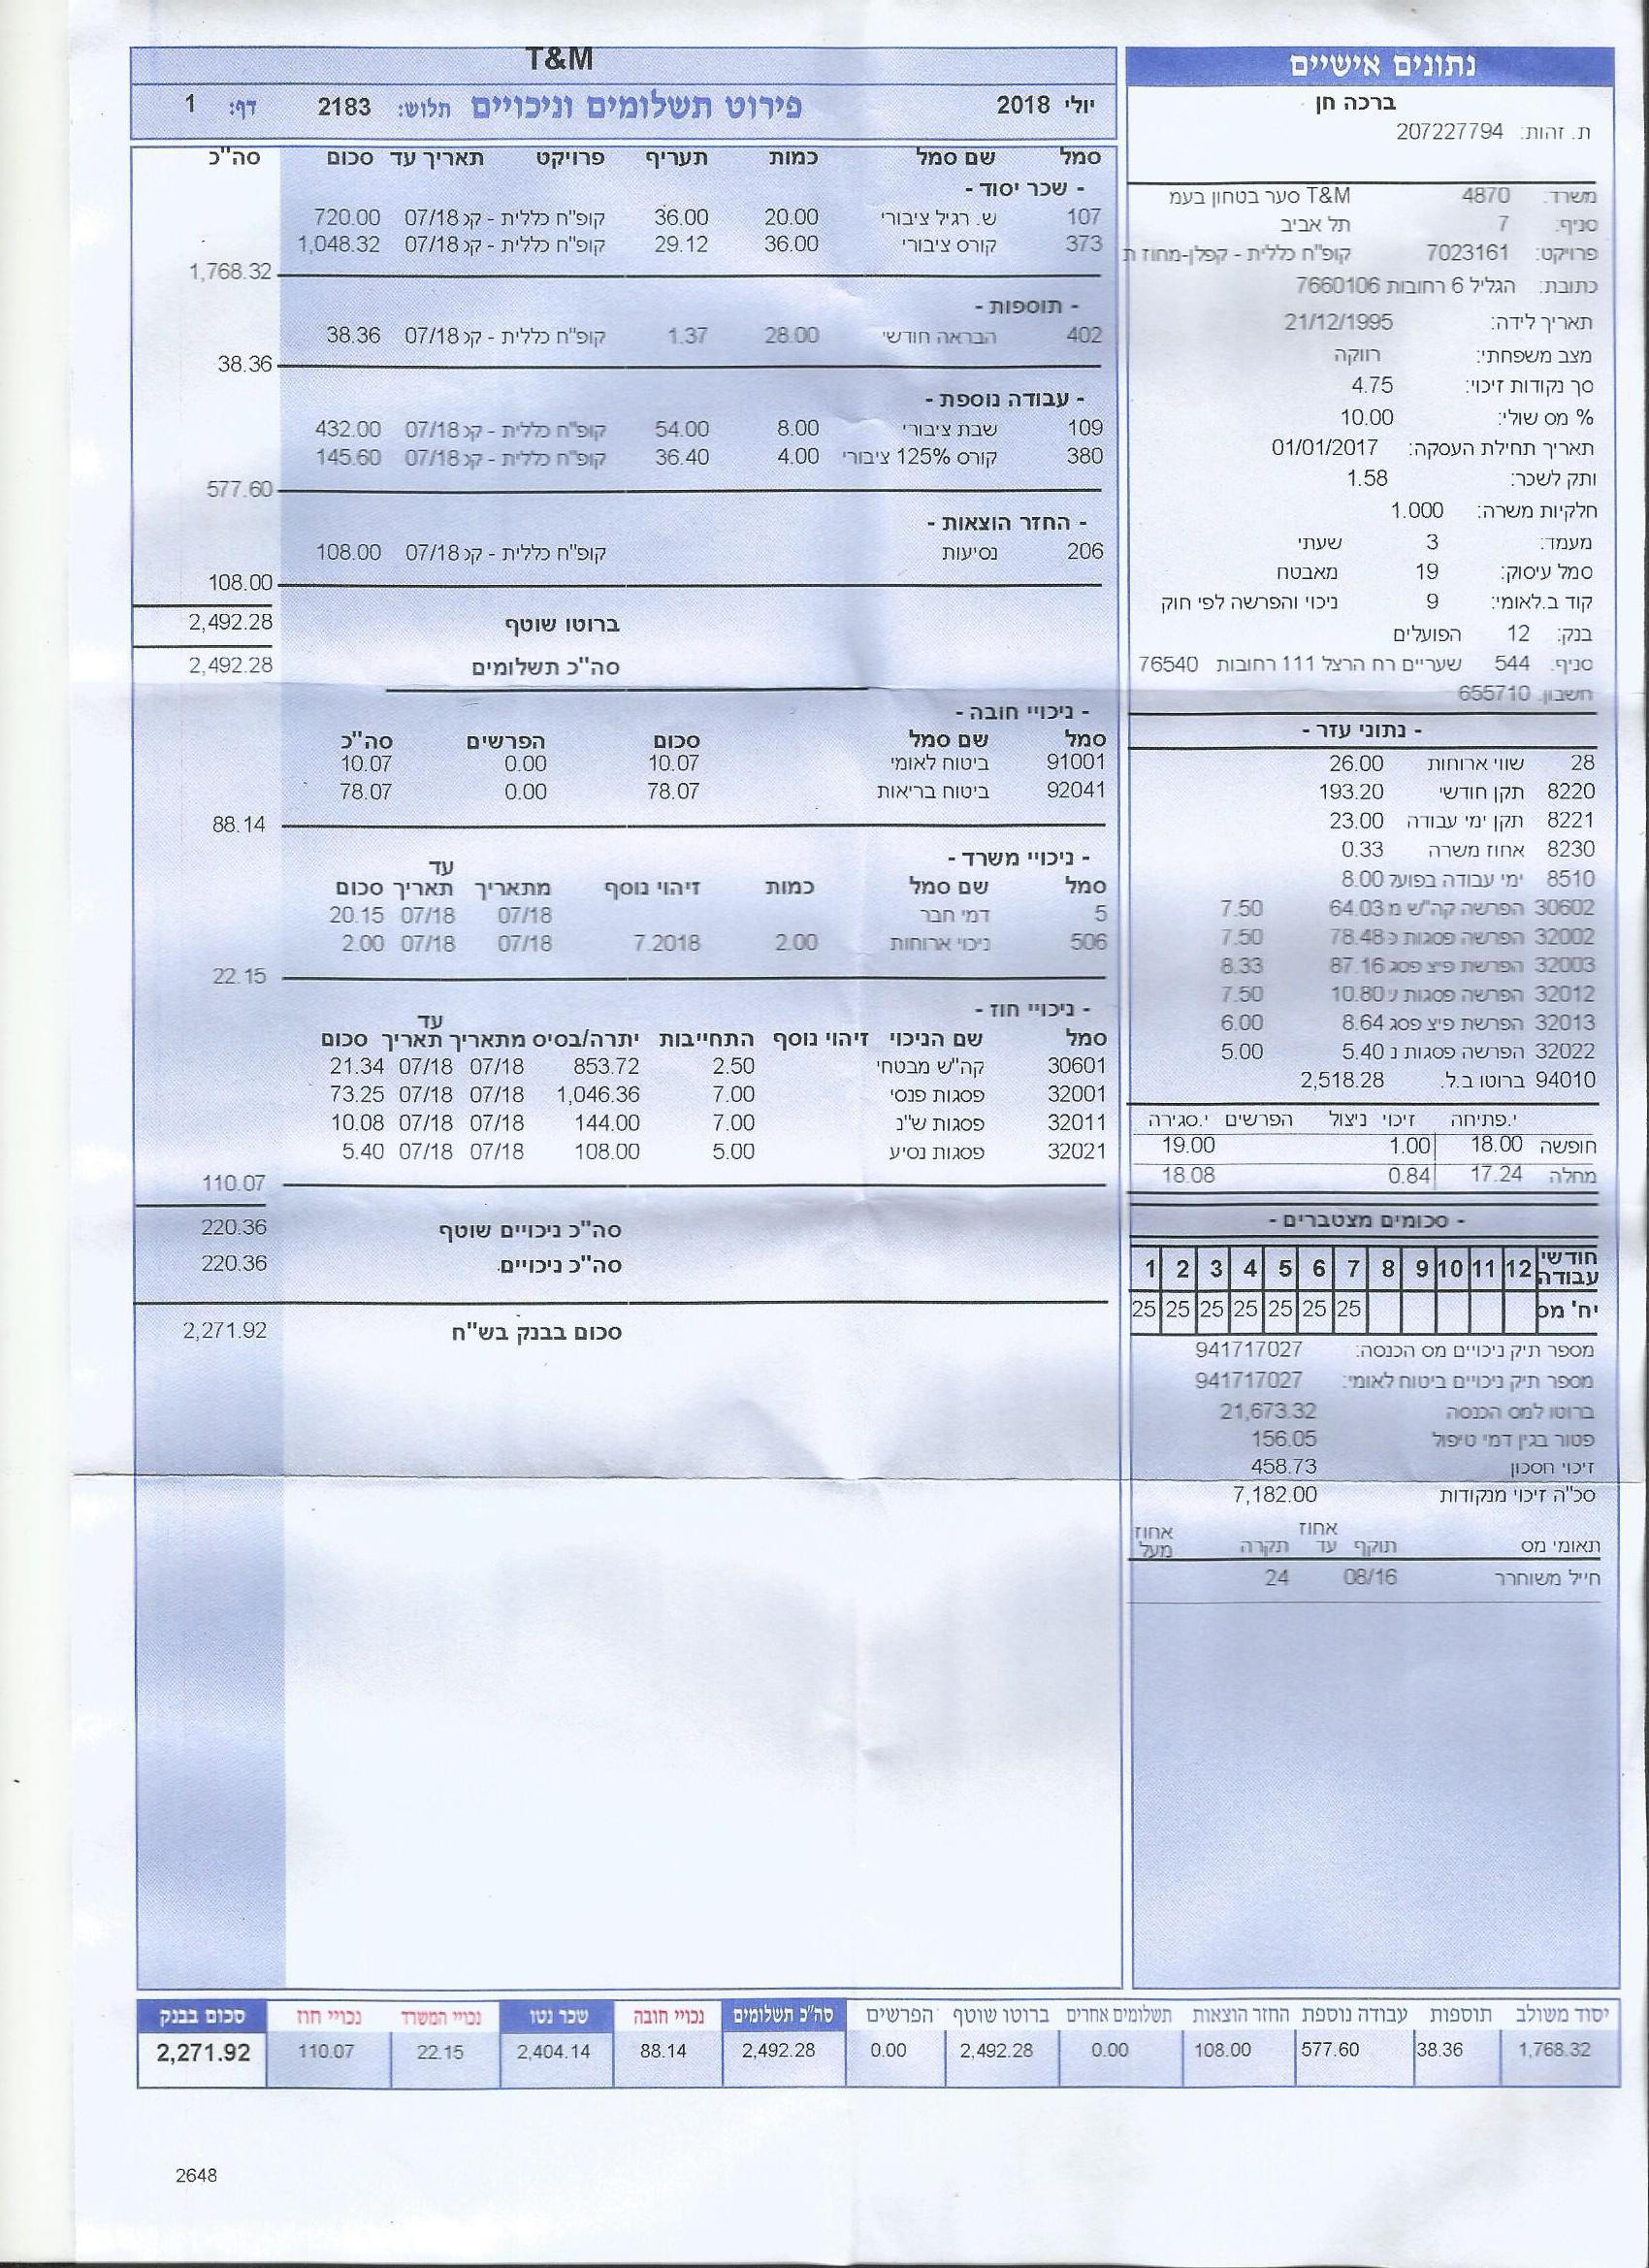 T&M
יולי 2018 פירוט תשלומים וניכויים תלוש: 2183 דף: 1
סמל שם סמל כמות תעריף פרויקט תאריך עד סכום סה"כ
- שכר יסוד -
107 ש. רגיל ציבורי 20.00 36.00 קופ"ח כללית - קפ 07/18 720.00
373 קורס ציבורי 36.00 29.12 קופ"ח כללית - קפ 07/18 1,048.32
1,768.32
- תוספות -
402 הבראה חודשי 28.00 1.37 קופ"ח כללית - קפ 07/18 38.36
38.36
- עבודה נוספת -
109 שבת ציבורי 8.00 54.00 קופ"ח כללית - קפ 07/18 432.00
380 קורס 125% ציבורי 4.00 36.40 קופ"ח כללית - קפ 07/18 145.60
577.60
- החזר הוצאות -
206 נסיעות קופ"ח כללית - קפ 07/18 108.00
108.00
ברוטו שוטף 2,492.28
סה"כ תשלומים 2,492.28
- ניכויי חובה -
סמל שם סמל סכום הפרשים סה"כ
91001 ביטוח לאומי 10.07 0.00 10.07
92041 ביטוח בריאות 78.07 0.00 78.07
88.14
- ניכויי משרד -
עד
סמל שם סמל כמות זיהוי נוסף מתאריך תאריך סכום
5 דמי חבר 07/18 07/18 20.15
506 ניכוי ארוחות 2.00 7.2018 07/18 07/18 2.00
22.15
- ניכויי חוז -
עד
סמל שם הניכוי זיהוי נוסף התחייבות יתרה/בסיס מתאריך תאריך סכום
30601 קה"ש מבטחי 2.50 853.72 07/18 07/18 21.34
32001 פסגות פנסי 7.00 1,046.36 07/18 07/18 73.25
32011 פסגות ש"נ 7.00 144.00 07/18 07/18 10.08
32021 פסגות נסיע 5.00 108.00 07/18 07/18 5.40
110.07
סה"כ ניכויים שוטף 220.36
סה"כ ניכויים. 220.36
סכום בבנק בש"ח 2,271.92
נתונים אישיים
ברכה חן
ת. זהות: 207227794
משרד: 4870 T&M סער בטחון בעמ
סניף: 7 תל אביב
פרויקט: 7023161 קופ"ח כללית - קפלן-מחוז ת
כתובת: הגליל 6 רחובות 7660106
תאריך לידה: 21/12/1995
מצב משפחתי: רווקה
סך נקודות זיכוי: 4.75
% מס שולי: 10.00
תאריך תחילת העסקה: 01/01/2017
ותק לשכר: 1.58
חלקיות משרה: 1.000
מעמד: 3 שעתי
סמל עיסוק: 19 מאבטח
קוד ב.לאומי: 9 ניכוי והפרשה לפי חוק
בנק: 12 הפועלים
סניף: 544 שעריים רח הרצל 111 רחובות 76540
חשבון: 655710
- נתוני עזר -
28 שווי ארוחות 26.00
8220 תקן חודשי 193.20
8221 תקן ימי עבודה 23.00
8230 אחוז משרה 0.33
8510 ימי עבודה בפועל 8.00
30602 הפרשה קה"ש מ 64.03 7.50
32002 הפרשה פסגות פ 78.48 7.50
32003 הפרשת פיצ פסג 87.16 8.33
32012 הפרשה פסגות ש 10.80 7.50
32013 הפרשת פיצ פסג 8.64 6.00
32022 הפרשה פסגות נ 5.40 5.00
94010 ברוטו ב.ל. 2,518.28
י.פתיחה זיכוי ניצול הפרשים י.סגירה
חופשה 18.00 1.00 19.00
מחלה 17.24 0.84 18.08
- סכומים מצטברים -
חודשי עבודה 12 11 10 9 8 7 6 5 4 3 2 1
יח' מס 25 25 25 25 25 25 25
מספר תיק ניכויים מס הכנסה: 941717027
מספר תיק ניכויים ביטוח לאומי: 941717027
ברוטו למס הכנסה 21,673.32
פטור בגין דמי טיפול 156.05
זיכוי חסכון 458.73
סכ"ה זיכוי מנקודות 7,182.00
תאומי מס תוקף אחוז עד תקרה אחוז מעל
חייל משוחרר 08/16 24
יסוד משולב תוספות עבודה נוספת החזר הוצאות תשלומים אחרים ברוטו שוטף הפרשים סה"כ תשלומים נכויי חובה שכר נטו נכויי המשרד נכויי חוז סכום בבנק
1,768.32 38.36 577.60 108.00 0.00 2,492.28 0.00 2,492.28 88.14 2,404.14 22.15 110.07 2,271.92
2648